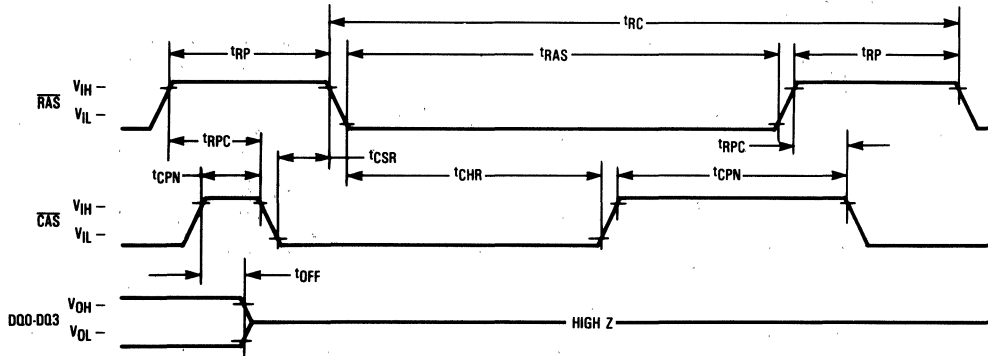 tRC
tRP
tRAS
tRP
RAS
VIH
VIL
tRPC
tCSR
tRPC
tCPN
tCHR
tCPN
CAS
VIH
VIL
tOFF
DQ0-DQ3
VOH
VOL
HIGH Z